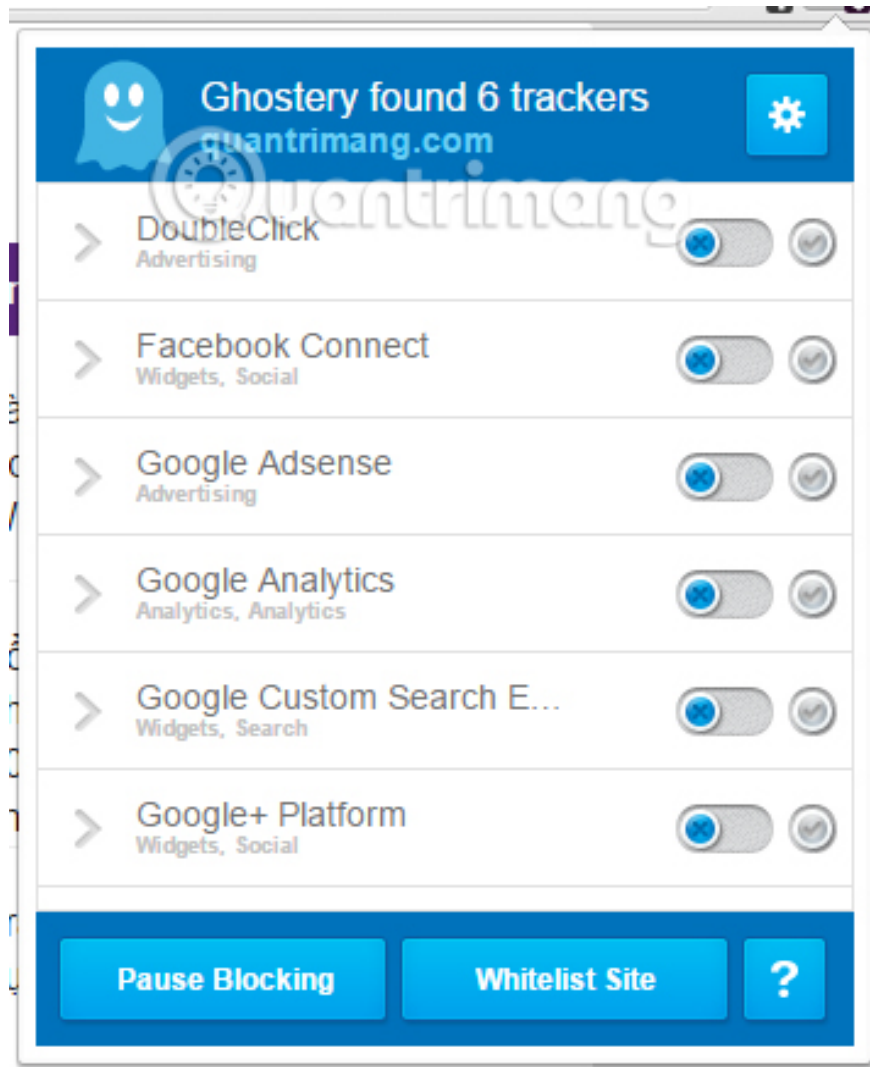 Ghostery found 6 trackers
quantrimang.com
Quantrimang
DoubleClick
Advertising
Facebook Connect
Widgets, Social
Google Adsense
Advertising
Google Analytics
Analytics, Analytics
Google Custom Search E...
Widgets, Search
Google+ Platform
Widgets, Social
Pause Blocking
Whitelist Site
?